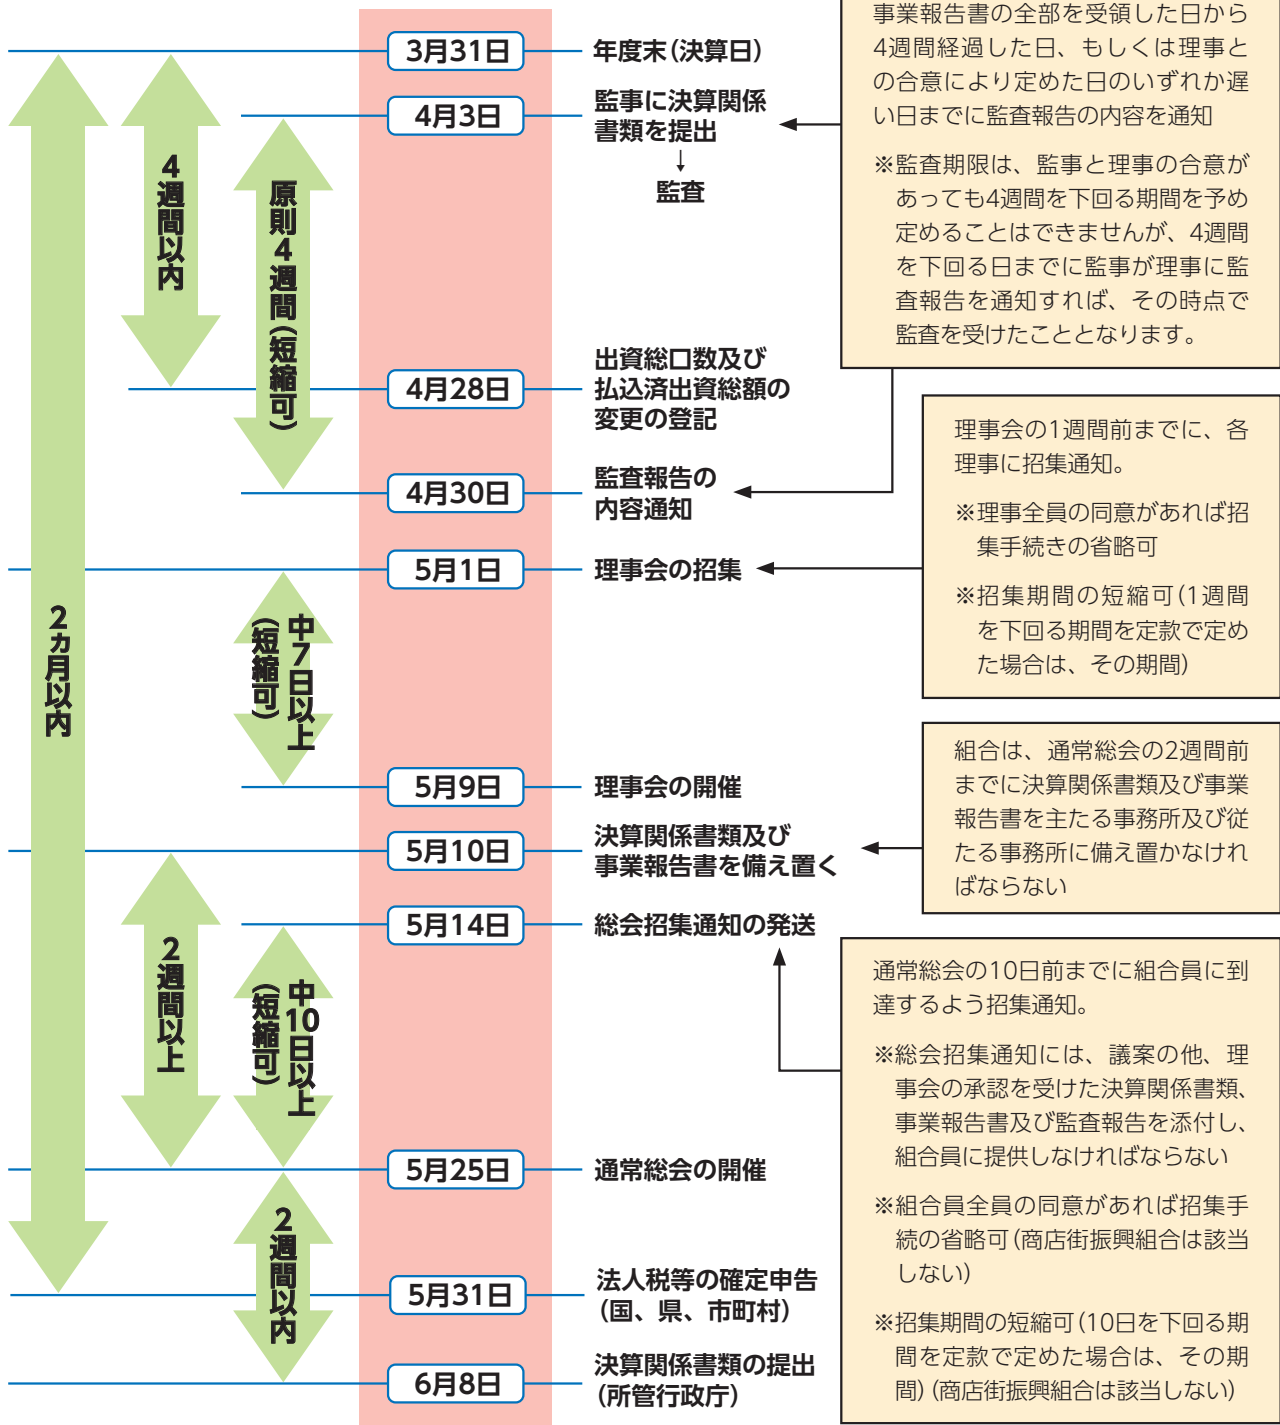 3月31日
年度末(決算日)
4月3日
監事に決算関係
書類を提出
↓
監査
4月28日
出資総口数及び
払込済出資総額の
変更の登記
4月30日
監査報告の
内容通知
5月1日
理事会の招集
5月9日
理事会の開催
5月10日
決算関係書類及び
事業報告書を備え置く
5月14日
総会招集通知の発送
5月25日
通常総会の開催
5月31日
法人税等の確定申告
(国、県、市町村)
6月8日
決算関係書類の提出
(所管行政庁)
2ヵ月以内
4週間以内
原則4週間(短縮可)
中7日以上
(短縮可)
2週間以上
中10日以上
(短縮可)
2週間以内
事業報告書の全部を受領した日から
4週間経過した日、もしくは理事と
の合意により定めた日のいずれか遅
い日までに監査報告の内容を通知
※監査期限は、監事と理事の合意が
あっても4週間を下回る期間を予め
定めることはできませんが、4週間
を下回る日までに監事が理事に監
査報告を通知すれば、その時点で
監査を受けたこととなります。
理事会の1週間前までに、各
理事に招集通知。
※理事全員の同意があれば招
集手続きの省略可
※招集期間の短縮可(1週間
を下回る期間を定款で定め
た場合は、その期間)
組合は、通常総会の2週間前
までに決算関係書類及び事業
報告書を主たる事務所及び従
たる事務所に備え置かなけれ
ばならない
通常総会の10日前までに組合員に到
達するよう招集通知。
※総会招集通知には、議案の他、理
事会の承認を受けた決算関係書類、
事業報告書及び監査報告を添付し、
組合員に提供しなければならない
※組合員全員の同意があれば招集手
続の省略可(商店街振興組合は該当
しない)
※招集期間の短縮可(10日を下回る期
間を定款で定めた場合は、その期
間)(商店街振興組合は該当しない)